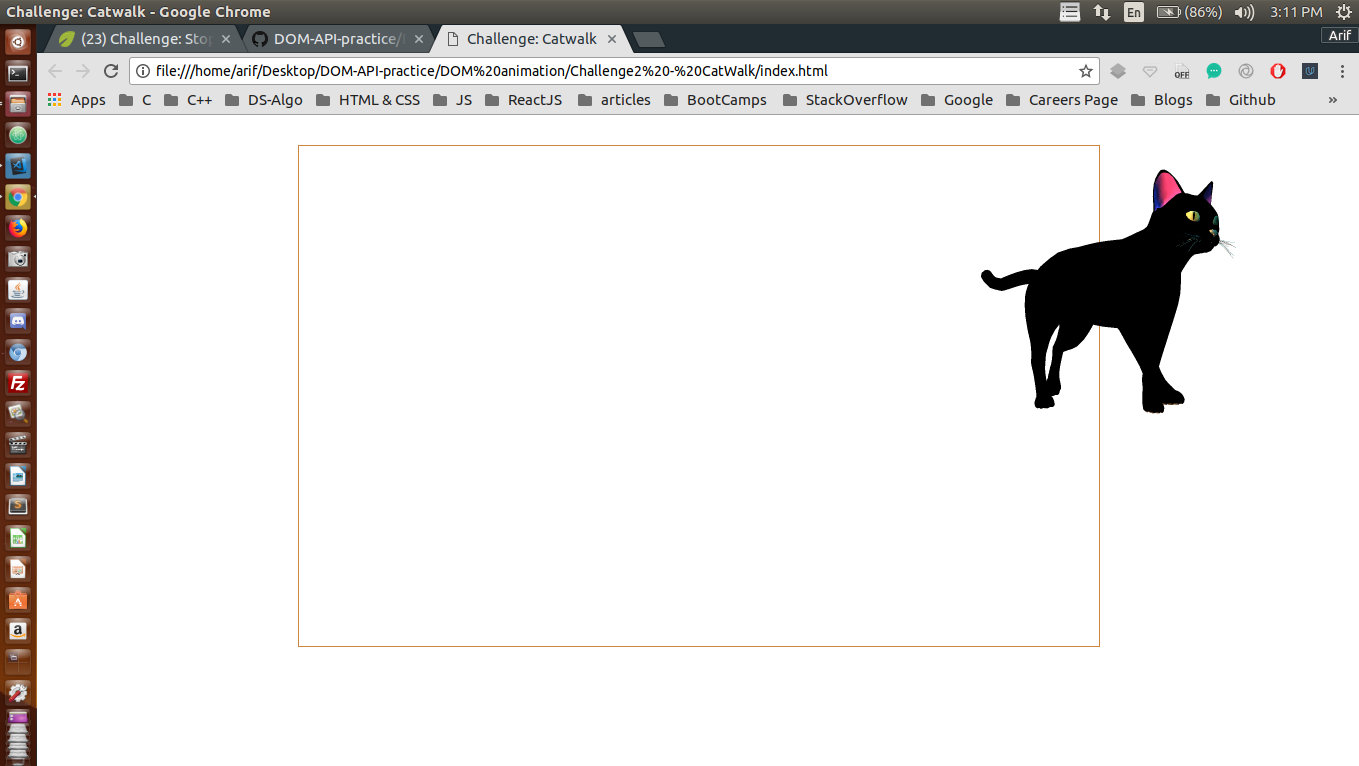 Challenge: Catwalk - Google Chrome
En (86%) 3:11 PM
(23) Challenge: Sto
DOM-API-practice/
Challenge: Catwalk
Arif
file:///home/arif/Desktop/DOM-API-practice/DOM%20animation/Challenge2%20-%20CatWalk/index.html
OFF
Apps C C++ DS-Algo HTML & CSS JS ReactJS articles BootCamps StackOverflow Google Careers Page Blogs Github »